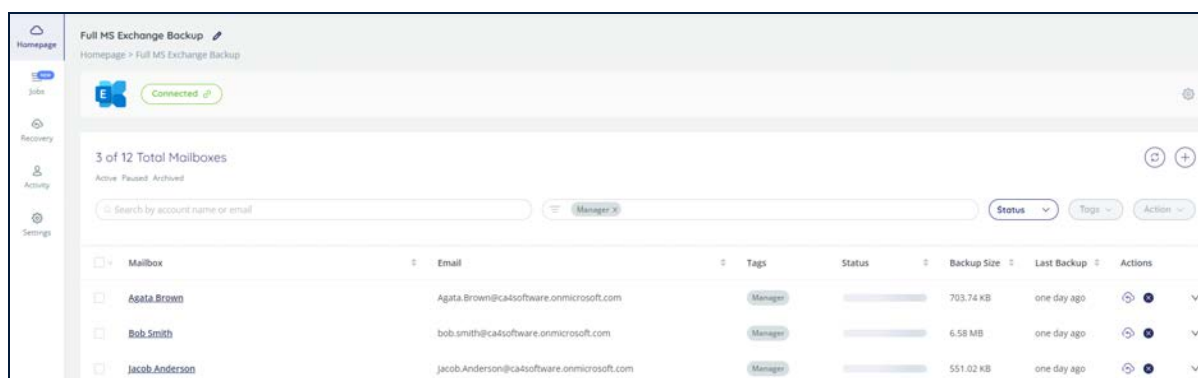 Homepage
new
Jobs
Recovery
Activity
Settings
Full MS Exchange Backup
Homepage > Full MS Exchange Backup
E
Connected
3 of 12 Total Mailboxes
Active Paused Archived
Search by account name or email
Manager x
Status
Tags
Action
Mailbox Email Tags Status Backup Size Last Backup Actions
Agata Brown Agata.Brown@ca4software.onmicrosoft.com Manager 703.74 KB one day ago
Bob Smith bob.smith@ca4software.onmicrosoft.com Manager 6.58 MB one day ago
Jacob Anderson Jacob.Anderson@ca4software.onmicrosoft.com Manager 551.02 KB one day ago